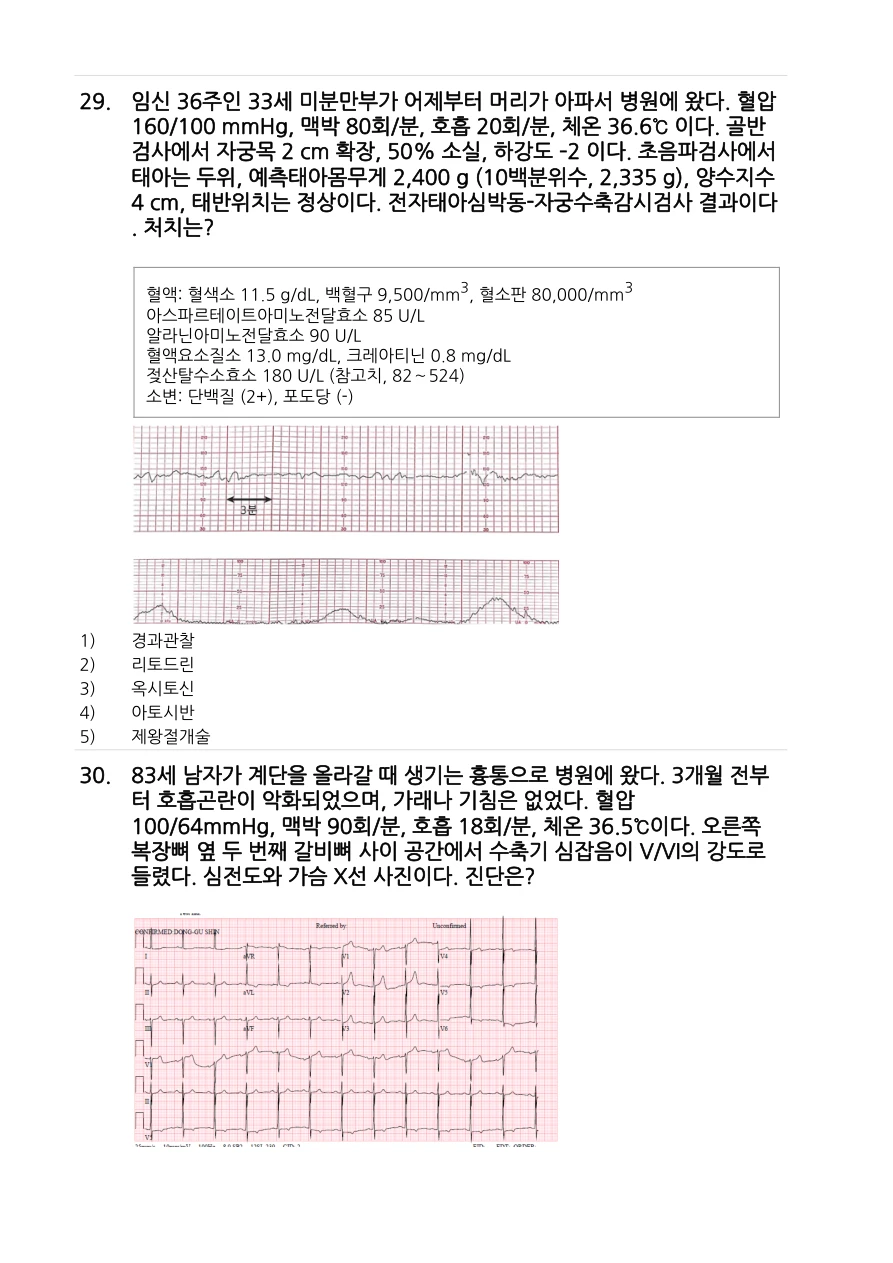 29. 임신 36주인 33세 미분만부가 어제부터 머리가 아파서 병원에 왔다. 혈압
160/100 mmHg, 맥박 80회/분, 호흡 20회/분, 체온 36.6℃ 이다. 골반
검사에서 자궁목 2 cm 확장, 50% 소실, 하강도 -2 이다. 초음파검사에서
태아는 두위, 예측태아몸무게 2,400 g (10백분위수, 2,335 g), 양수지수
4 cm, 태반위치는 정상이다. 전자태아심박동-자궁수축감시검사 결과이다
. 처치는?
혈액: 혈색소 11.5 g/dL, 백혈구 9,500/mm³, 혈소판 80,000/mm³
아스파르테이트아미노전달효소 85 U/L
알라닌아미노전달효소 90 U/L
혈액요소질소 13.0 mg/dL, 크레아티닌 0.8 mg/dL
젖산탈수소효소 180 U/L (참고치, 82~524)
소변: 단백질 (2+), 포도당 (-)
3분
1) 경과관찰
2) 리토드린
3) 옥시토신
4) 아토시반
5) 제왕절개술
30. 83세 남자가 계단을 올라갈 때 생기는 흉통으로 병원에 왔다. 3개월 전부
터 호흡곤란이 악화되었으며, 가래나 기침은 없었다. 혈압
100/64mmHg, 맥박 90회/분, 호흡 18회/분, 체온 36.5℃이다. 오른쪽
복장뼈 옆 두 번째 갈비뼈 사이 공간에서 수축기 심잡음이 V/VI의 강도로
들렸다. 심전도와 가슴 X선 사진이다. 진단은?
Referred by: Unconfirmed
CONFIRMED DONG-GU SHIN
I aVR V1 V4
II aVL V2 V5
III aVF V3 V6
V1
II
V5